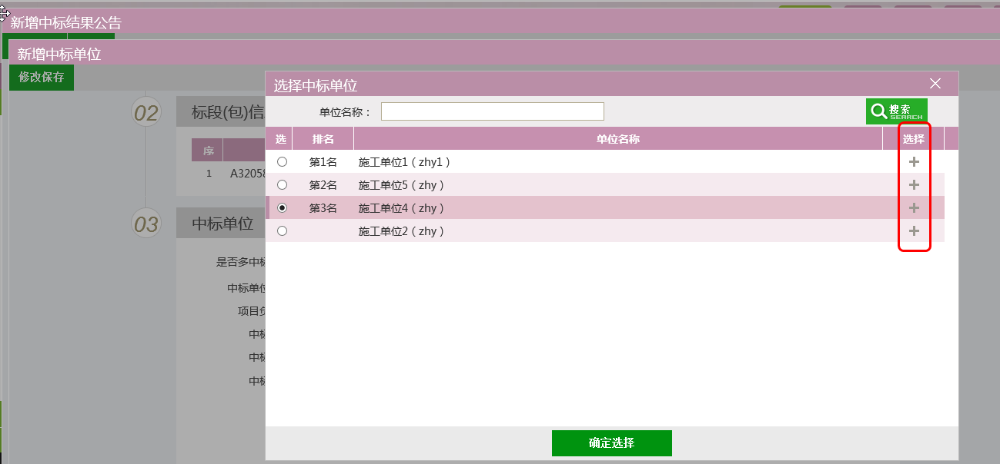 新增中标结果公告
新增中标单位
修改保存
选择中标单位
单位名称：
搜索
SEARCH
选 排名 单位名称 选择
第1名 施工单位1（zhy1）
第2名 施工单位5（zhy）
第3名 施工单位4（zhy）
施工单位2（zhy）
02 标段(包)信
序
1 A32058
03 中标单位
是否多中标
中标单位
项目负
中标
中标
中标
确定选择